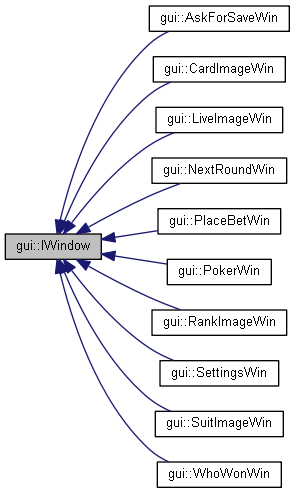 gui::AskForSaveWin
gui::CardImageWin
gui::LiveImageWin
gui::NextRoundWin
gui::PlaceBetWin
gui::IWindow
gui::PokerWin
gui::RankImageWin
gui::SettingsWin
gui::SuitImageWin
gui::WhoWonWin